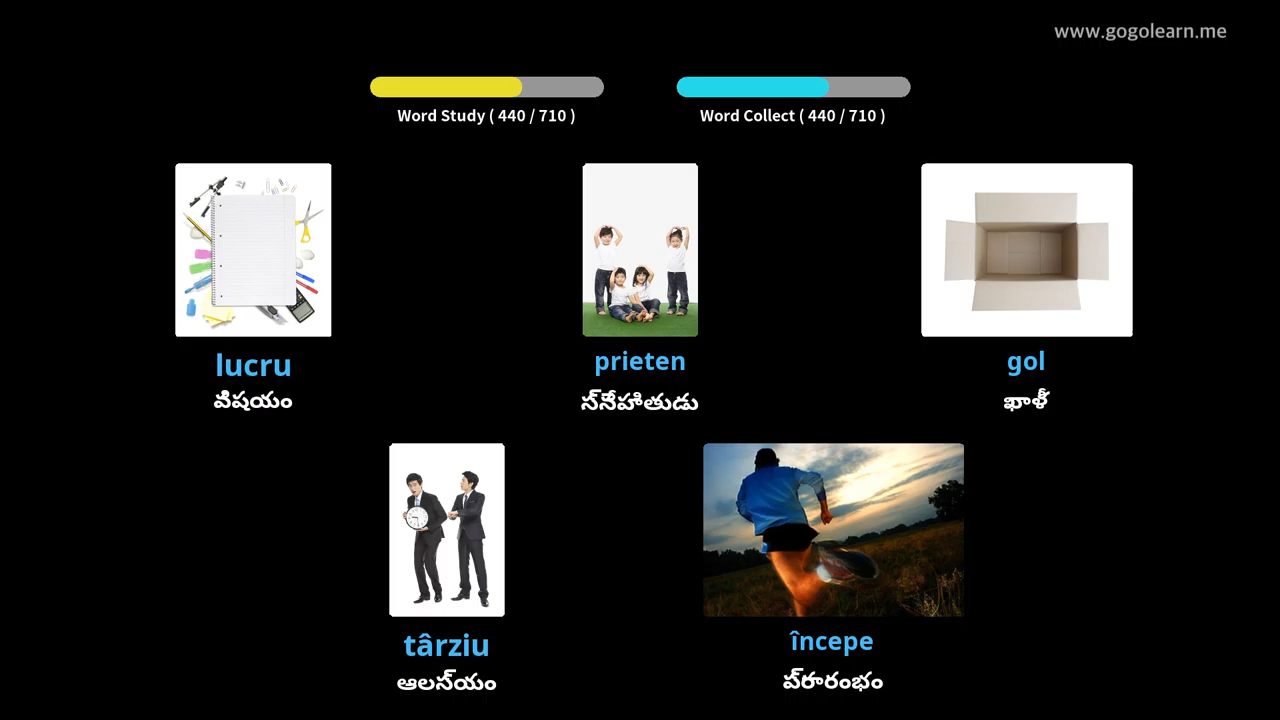 www.gogolearn.me
Word Study ( 440 / 710 )
Word Collect ( 440 / 710 )
lucru
విషయం
prieten
స్నేహితుడు
gol
ఖాళీ
târziu
ఆలస్యం
începe
ప్రారంభం